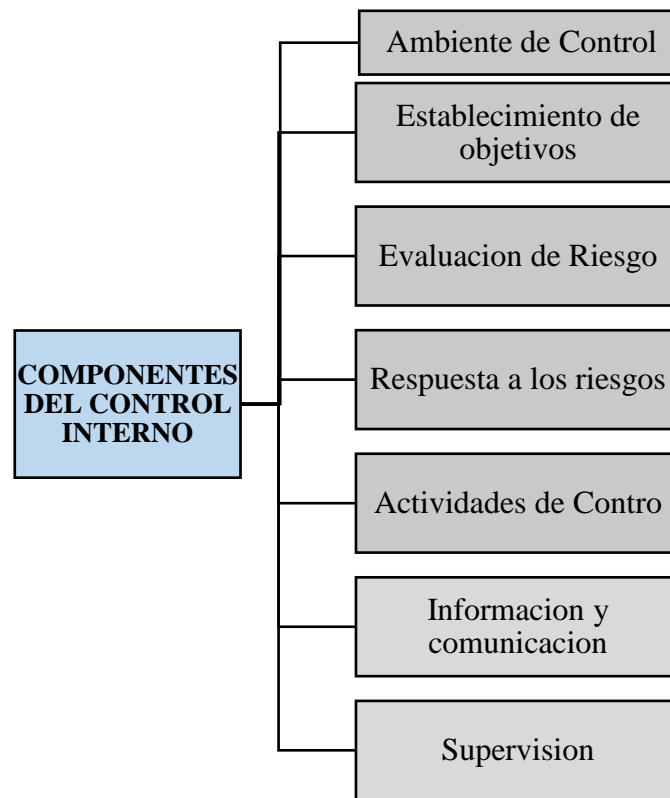 Ambiente de Control
Establecimiento de
objetivos
Evaluacion de Riesgo
COMPONENTES
DEL CONTROL
INTERNO
Respuesta a los riesgos
Actividades de Contro
Informacion y
comunicacion
Supervision